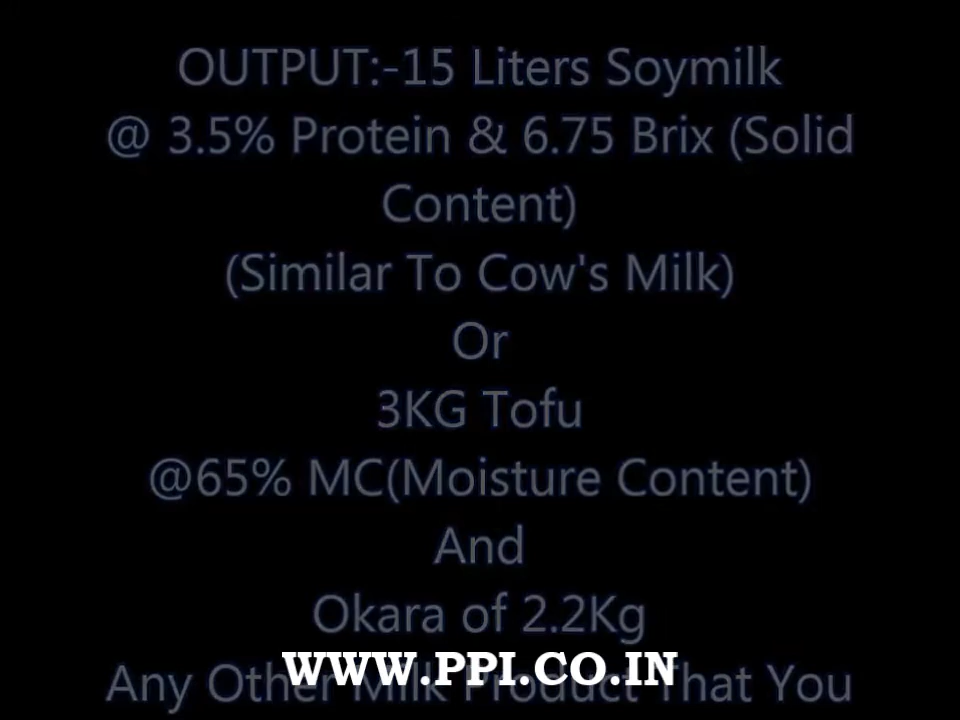 OUTPUT:-15 Liters Soymilk
@ 3.5% Protein & 6.75 Brix (Solid
Content)
(Similar To Cow's Milk)
Or
3KG Tofu
@65% MC(Moisture Content)
And
Okara of 2.2Kg
WWW.PPI.CO.IN
Any Other Milk Product That You